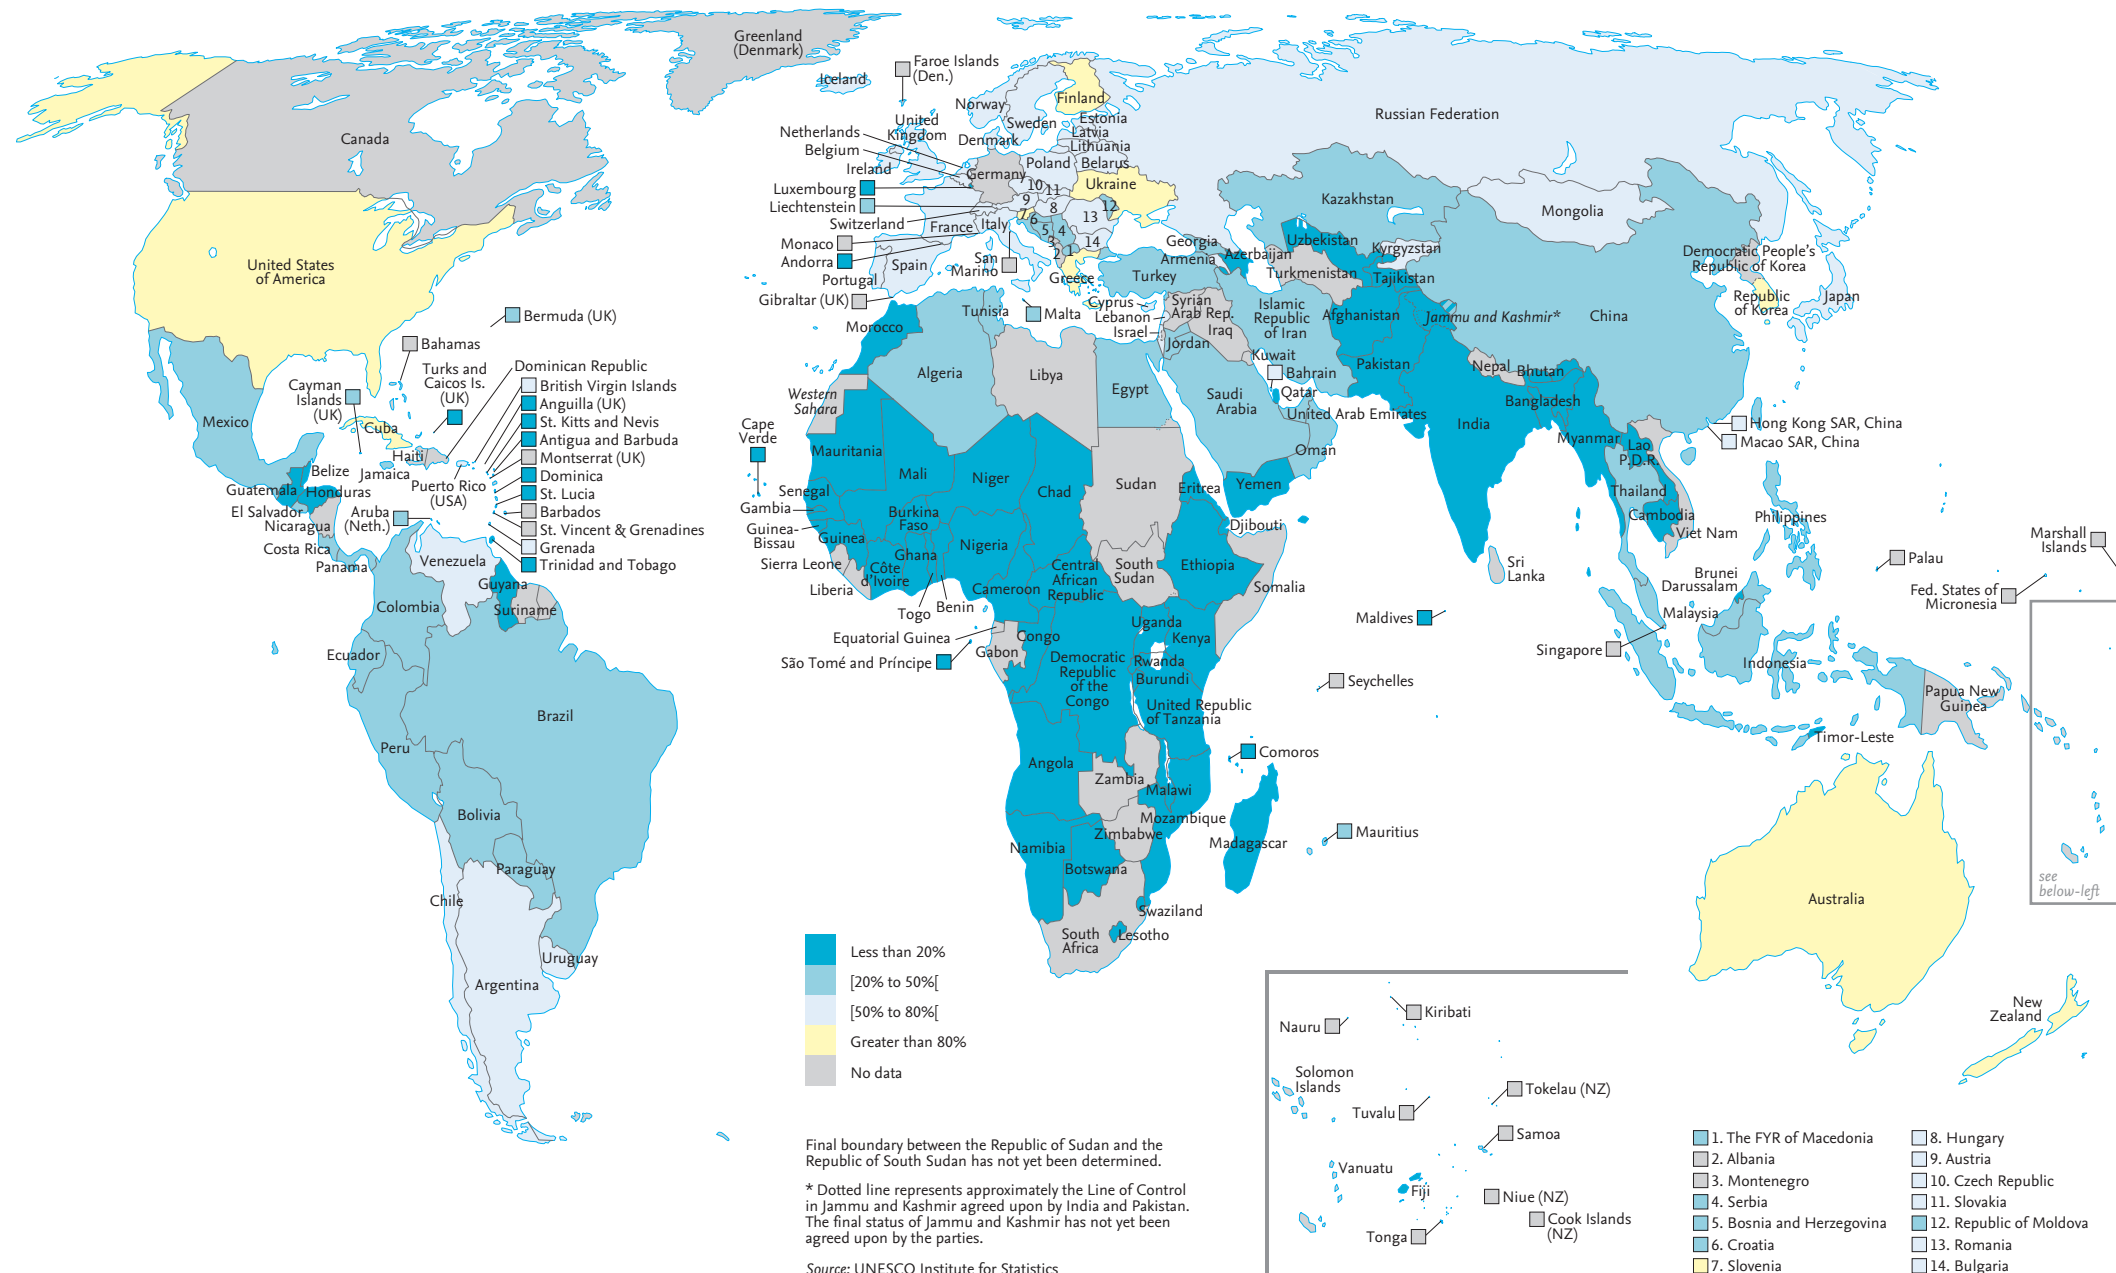 Greenland
(Denmark)
Canada
United States
of America
Mexico
Bermuda (UK)
Bahamas
Turks and
Caicos Is.
(UK)
Cayman
Islands
(UK)
Cuba
Haiti
Jamaica
Belize
Guatemala
Honduras
El Salvador
Nicaragua
Costa Rica
Panama
Puerto Rico
(USA)
Aruba
(Neth.)
Dominican Republic
British Virgin Islands
Anguilla (UK)
St. Kitts and Nevis
Antigua and Barbuda
Montserrat (UK)
Dominica
St. Lucia
Barbados
St. Vincent & Grenadines
Grenada
Trinidad and Tobago
Venezuela
Guyana
Suriname
Colombia
Ecuador
Peru
Brazil
Bolivia
Paraguay
Chile
Uruguay
Argentina
Iceland
Faroe Islands
(Den.)
Norway
Sweden
Finland
Estonia
Latvia
Lithuania
Denmark
United
Kingdom
Netherlands
Belgium
Ireland
Luxembourg
Liechtenstein
Switzerland
Monaco
Andorra
Portugal
Gibraltar (UK)
Germany
Poland
Belarus
Ukraine
France
Italy
Spain
San
Marino
Greece
Malta
10
11
9
8
7
6
5
4
3
2
1
12
13
14
Russian Federation
Kazakhstan
Mongolia
Georgia
Armenia
Azerbaijan
Turkey
Uzbekistan
Kyrgyzstan
Turkmenistan
Tajikistan
Cyprus
Lebanon
Israel
Syrian
Arab Rep.
Iraq
Jordan
Islamic
Republic
of Iran
Afghanistan
Jammu and Kashmir*
China
Democratic People's
Republic of Korea
Republic
of Korea
Japan
Kuwait
Bahrain
Qatar
Saudi
Arabia
United Arab Emirates
Oman
Yemen
Pakistan
Nepal
Bhutan
Bangladesh
India
Myanmar
Lao
P.D.R.
Thailand
Cambodia
Viet Nam
Hong Kong SAR, China
Macao SAR, China
Philippines
Sri
Lanka
Maldives
Brunei
Darussalam
Malaysia
Singapore
Indonesia
Timor-Leste
Papua New
Guinea
Palau
Marshall
Islands
Fed. States of
Micronesia
Australia
New
Zealand
see
below-left
Morocco
Tunisia
Algeria
Libya
Egypt
Western
Sahara
Cape
Verde
Mauritania
Mali
Niger
Chad
Sudan
Eritrea
Djibouti
Senegal
Gambia
Guinea-
Bissau
Guinea
Sierra Leone
Liberia
Burkina
Faso
Ghana
Côte
d'Ivoire
Togo
Benin
Nigeria
Cameroon
Central
African
Republic
South
Sudan
Ethiopia
Somalia
Equatorial Guinea
São Tomé and Príncipe
Gabon
Congo
Democratic
Republic
of the
Congo
Uganda
Kenya
Rwanda
Burundi
United Republic
of Tanzania
Seychelles
Comoros
Angola
Zambia
Malawi
Mozambique
Zimbabwe
Namibia
Botswana
Madagascar
Mauritius
Swaziland
Lesotho
South
Africa
Less than 20%
[20% to 50%[
[50% to 80%[
Greater than 80%
No data
Final boundary between the Republic of Sudan and the
Republic of South Sudan has not yet been determined.
* Dotted line represents approximately the Line of Control
in Jammu and Kashmir agreed upon by India and Pakistan.
The final status of Jammu and Kashmir has not yet been
agreed upon by the parties.
Source: UNESCO Institute for Statistics
Nauru
Kiribati
Solomon
Islands
Tuvalu
Tokelau (NZ)
Samoa
Vanuatu
Fiji
Niue (NZ)
Cook Islands
(NZ)
Tonga
1. The FYR of Macedonia
2. Albania
3. Montenegro
4. Serbia
5. Bosnia and Herzegovina
6. Croatia
7. Slovenia
8. Hungary
9. Austria
10. Czech Republic
11. Slovakia
12. Republic of Moldova
13. Romania
14. Bulgaria